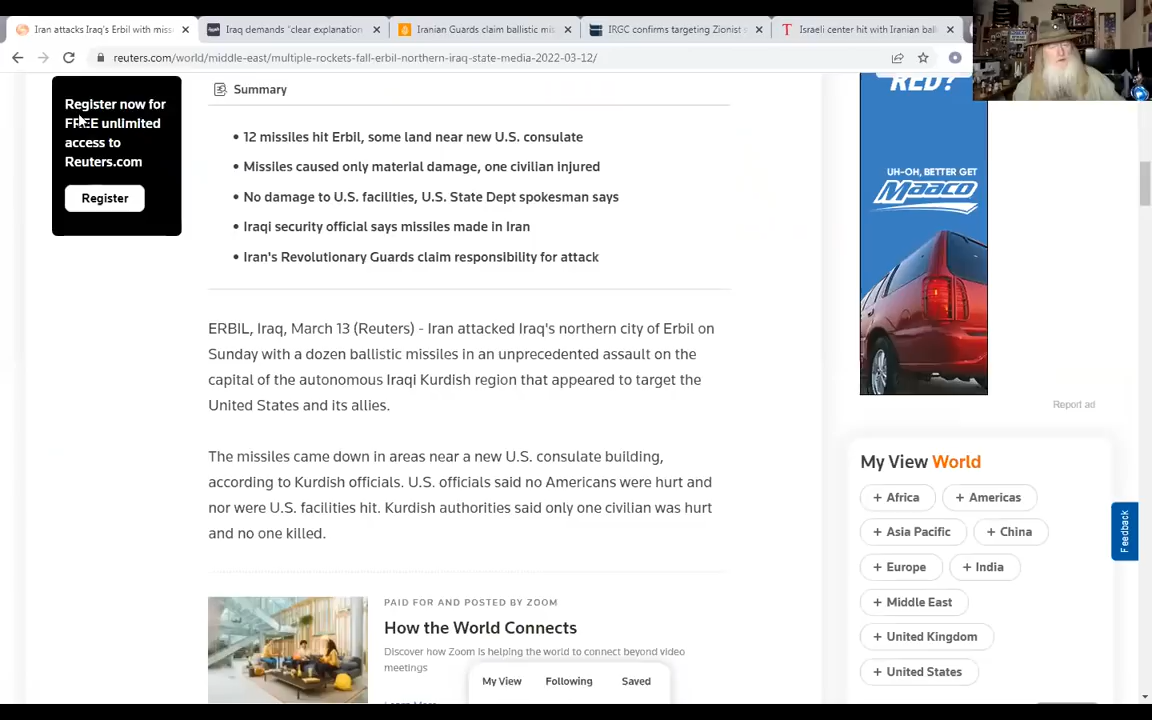 Iran attacks Iraq's Erbil with miss
Iraq demands "clear explanation
Iranian Guards claim ballistic mis
IRGC confirms targeting Zionist s
Israeli center hit with Iranian ball
reuters.com/world/middle-east/multiple-rockets-fall-erbil-northern-iraq-state-media-2022-03-12/
Register now for
FREE unlimited
access to
Reuters.com
Register
Summary
• 12 missiles hit Erbil, some land near new U.S. consulate
• Missiles caused only material damage, one civilian injured
• No damage to U.S. facilities, U.S. State Dept spokesman says
• Iraqi security official says missiles made in Iran
• Iran's Revolutionary Guards claim responsibility for attack
ERBIL, Iraq, March 13 (Reuters) - Iran attacked Iraq's northern city of Erbil on
Sunday with a dozen ballistic missiles in an unprecedented assault on the
capital of the autonomous Iraqi Kurdish region that appeared to target the
United States and its allies.
The missiles came down in areas near a new U.S. consulate building,
according to Kurdish officials. U.S. officials said no Americans were hurt and
nor were U.S. facilities hit. Kurdish authorities said only one civilian was hurt
and no one killed.
PAID FOR AND POSTED BY ZOOM
How the World Connects
Discover how Zoom is helping the world to connect beyond video
meetings
My View
Following
Saved
RED?
UH-OH, BETTER GET
Maaco
Report ad
My View World
+ Africa
+ Americas
+ Asia Pacific
+ China
+ Europe
+ India
+ Middle East
+ United Kingdom
+ United States
Feedback